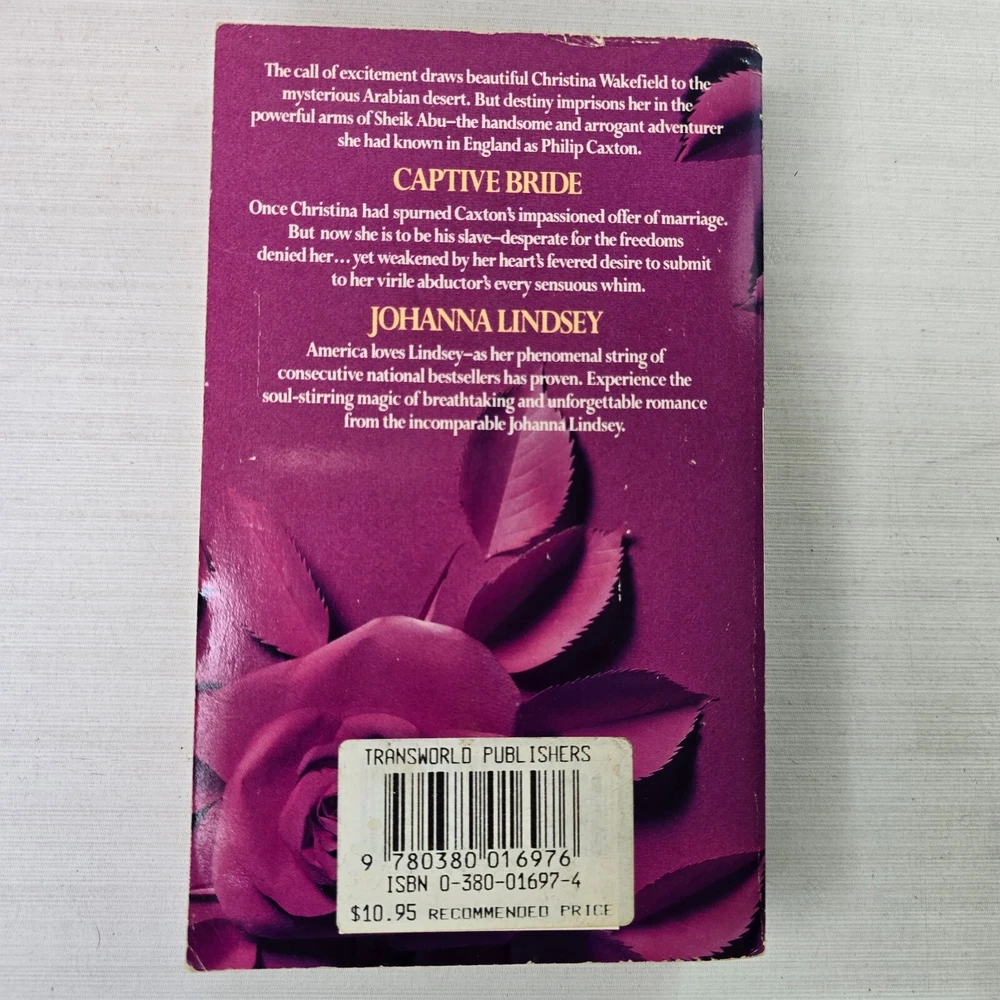 The call of excitement draws beautiful Christina Wakefield to the
mysterious Arabian desert. But destiny imprisons her in the
powerful arms of Sheik Abu—the handsome and arrogant adventurer
she had known in England as Philip Caxton.
CAPTIVE BRIDE
Once Christina had spurned Caxton's impassioned offer of marriage.
But now she is to be his slave—desperate for the freedoms
denied her... yet weakened by her heart's fevered desire to submit
to her virile abductor's every sensuous whim.
JOHANNA LINDSEY
America loves Lindsey—as her phenomenal string of
consecutive national bestsellers has proven. Experience the
soul-stirring magic of breathtaking and unforgettable romance
from the incomparable Johanna Lindsey.
TRANSWORLD PUBLISHERS
9 780380 016976
ISBN 0-380-01697-4
$10.95 RECOMMENDED PRICE